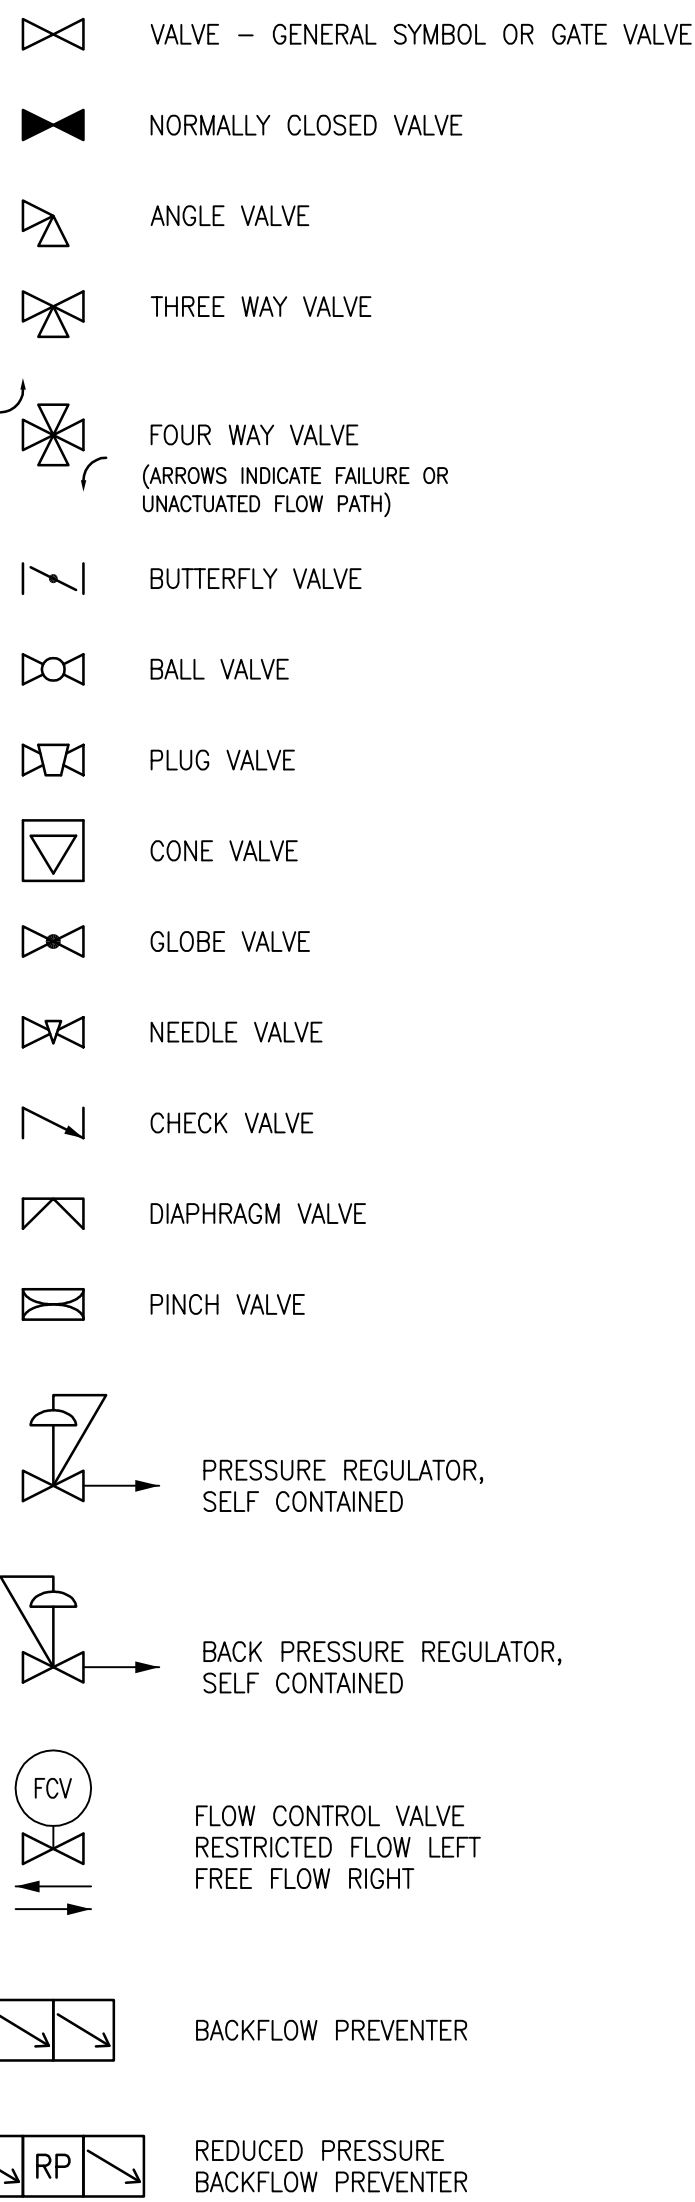 VALVE - GENERAL SYMBOL OR GATE VALVE
NORMALLY CLOSED VALVE
ANGLE VALVE
THREE WAY VALVE
FOUR WAY VALVE
(ARROWS INDICATE FAILURE OR
UNACTUATED FLOW PATH)
BUTTERFLY VALVE
BALL VALVE
PLUG VALVE
CONE VALVE
GLOBE VALVE
NEEDLE VALVE
CHECK VALVE
DIAPHRAGM VALVE
PINCH VALVE
PRESSURE REGULATOR,
SELF CONTAINED
BACK PRESSURE REGULATOR,
SELF CONTAINED
FCV
FLOW CONTROL VALVE
RESTRICTED FLOW LEFT
FREE FLOW RIGHT
BACKFLOW PREVENTER
RP
REDUCED PRESSURE
BACKFLOW PREVENTER